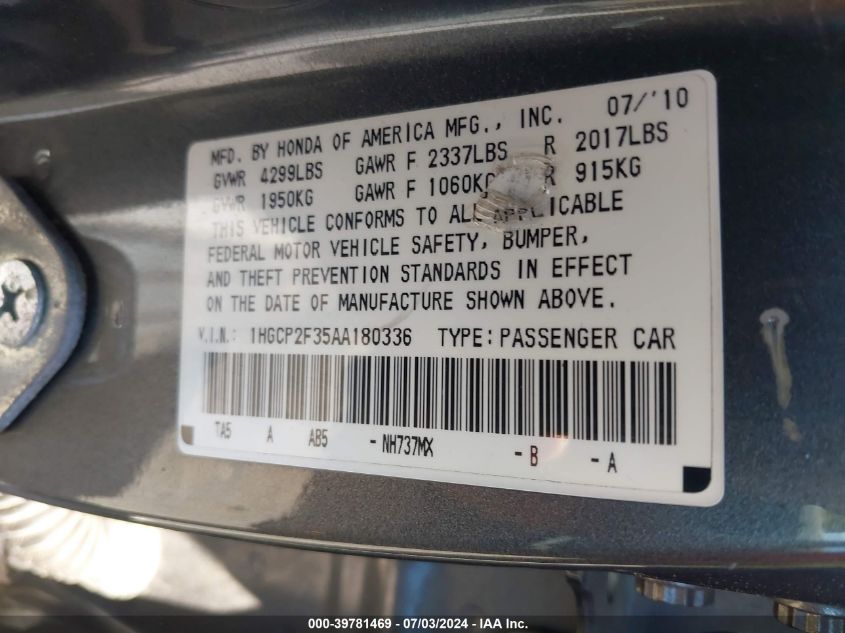 MFD. BY HONDA OF AMERICA MFG., INC. 07/'10
GVWR 4299LBS GAWR F 2337LBS R 2017LBS
GVWR 1950KG GAWR F 1060KG R 915KG
THIS VEHICLE CONFORMS TO ALL APPLICABLE
FEDERAL MOTOR VEHICLE SAFETY, BUMPER,
AND THEFT PREVENTION STANDARDS IN EFFECT
ON THE DATE OF MANUFACTURE SHOWN ABOVE.
V.I.N.: 1HGCP2F35AA180336 TYPE: PASSENGER CAR
TA5 A AB5 -NH737MX -B -A
000-39781469 - 07/03/2024 - IAA Inc.